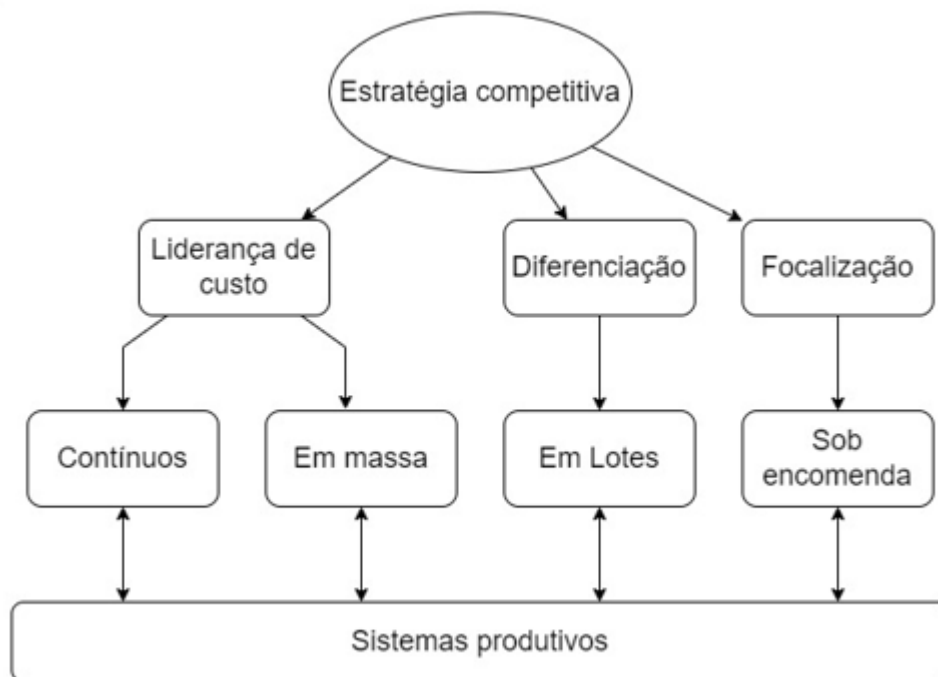 Estratégia competitiva
Liderança de
custo
Diferenciação
Focalização
Contínuos
Em massa
Em Lotes
Sob
encomenda
Sistemas produtivos